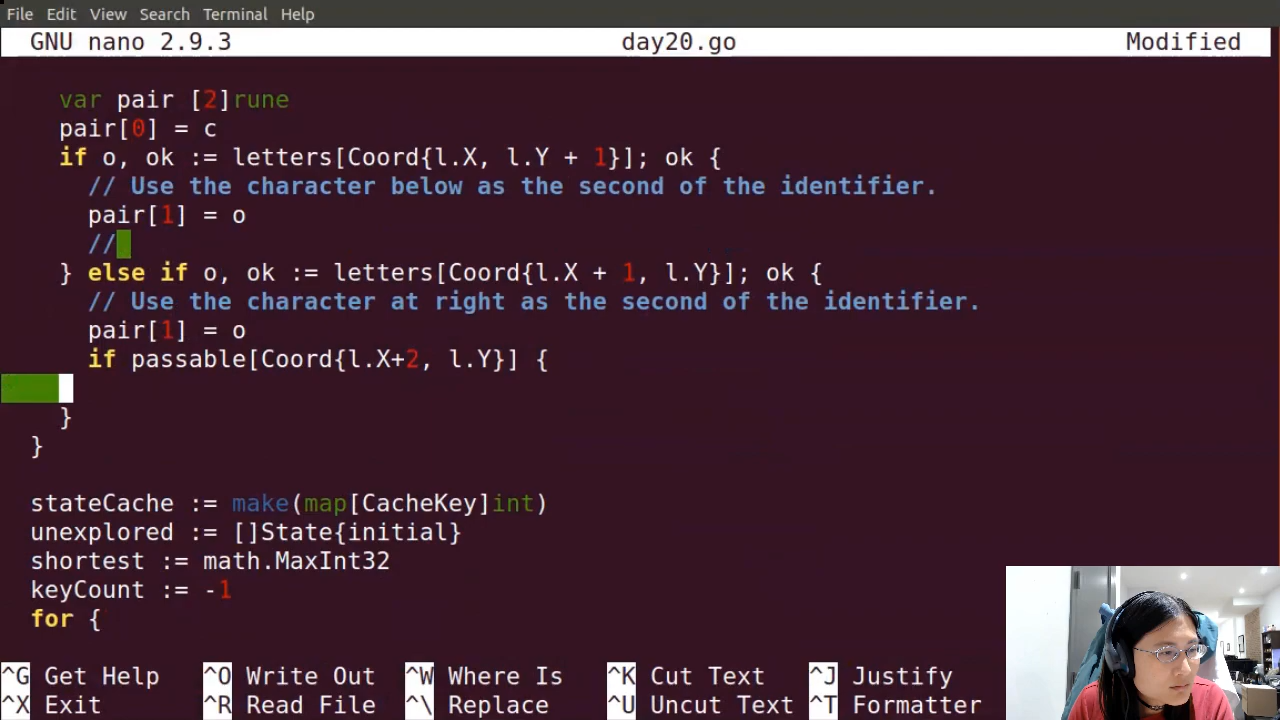 File Edit View Search Terminal Help
GNU nano 2.9.3 day20.go Modified
var pair [2]rune
pair[0] = c
if o, ok := letters[Coord{l.X, l.Y + 1}]; ok {
// Use the character below as the second of the identifier.
pair[1] = o
//
} else if o, ok := letters[Coord{l.X + 1, l.Y}]; ok {
// Use the character at right as the second of the identifier.
pair[1] = o
if passable[Coord{l.X+2, l.Y}] {
}
}
stateCache := make(map[CacheKey]int)
unexplored := []State{initial}
shortest := math.MaxInt32
keyCount := -1
for {
^G Get Help ^O Write Out ^W Where Is ^K Cut Text ^J Justify
^X Exit ^R Read File ^\ Replace ^U Uncut Text ^T Formatter